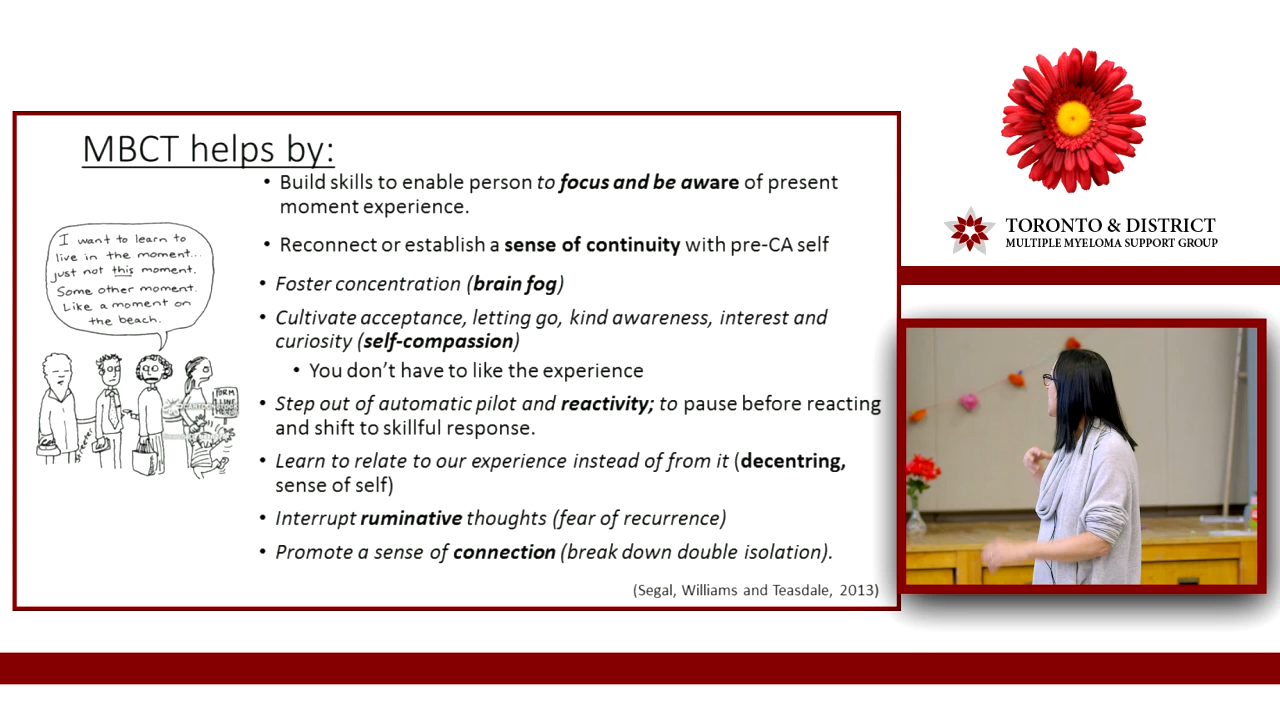 MBCT helps by:
• Build skills to enable person to focus and be aware of present
moment experience.
• Reconnect or establish a sense of continuity with pre-CA self
• Foster concentration (brain fog)
• Cultivate acceptance, letting go, kind awareness, interest and
curiosity (self-compassion)
• You don’t have to like the experience
• Step out of automatic pilot and reactivity; to pause before reacting
and shift to skillful response.
• Learn to relate to our experience instead of from it (decentring,
sense of self)
• Interrupt ruminative thoughts (fear of recurrence)
• Promote a sense of connection (break down double isolation).
(Segal, Williams and Teasdale, 2013)
I want to learn to
live in the moment...
just not this moment.
Some other moment.
Like a moment on
the beach.
FORM
LINE
HERE
TORONTO & DISTRICT
MULTIPLE MYELOMA SUPPORT GROUP